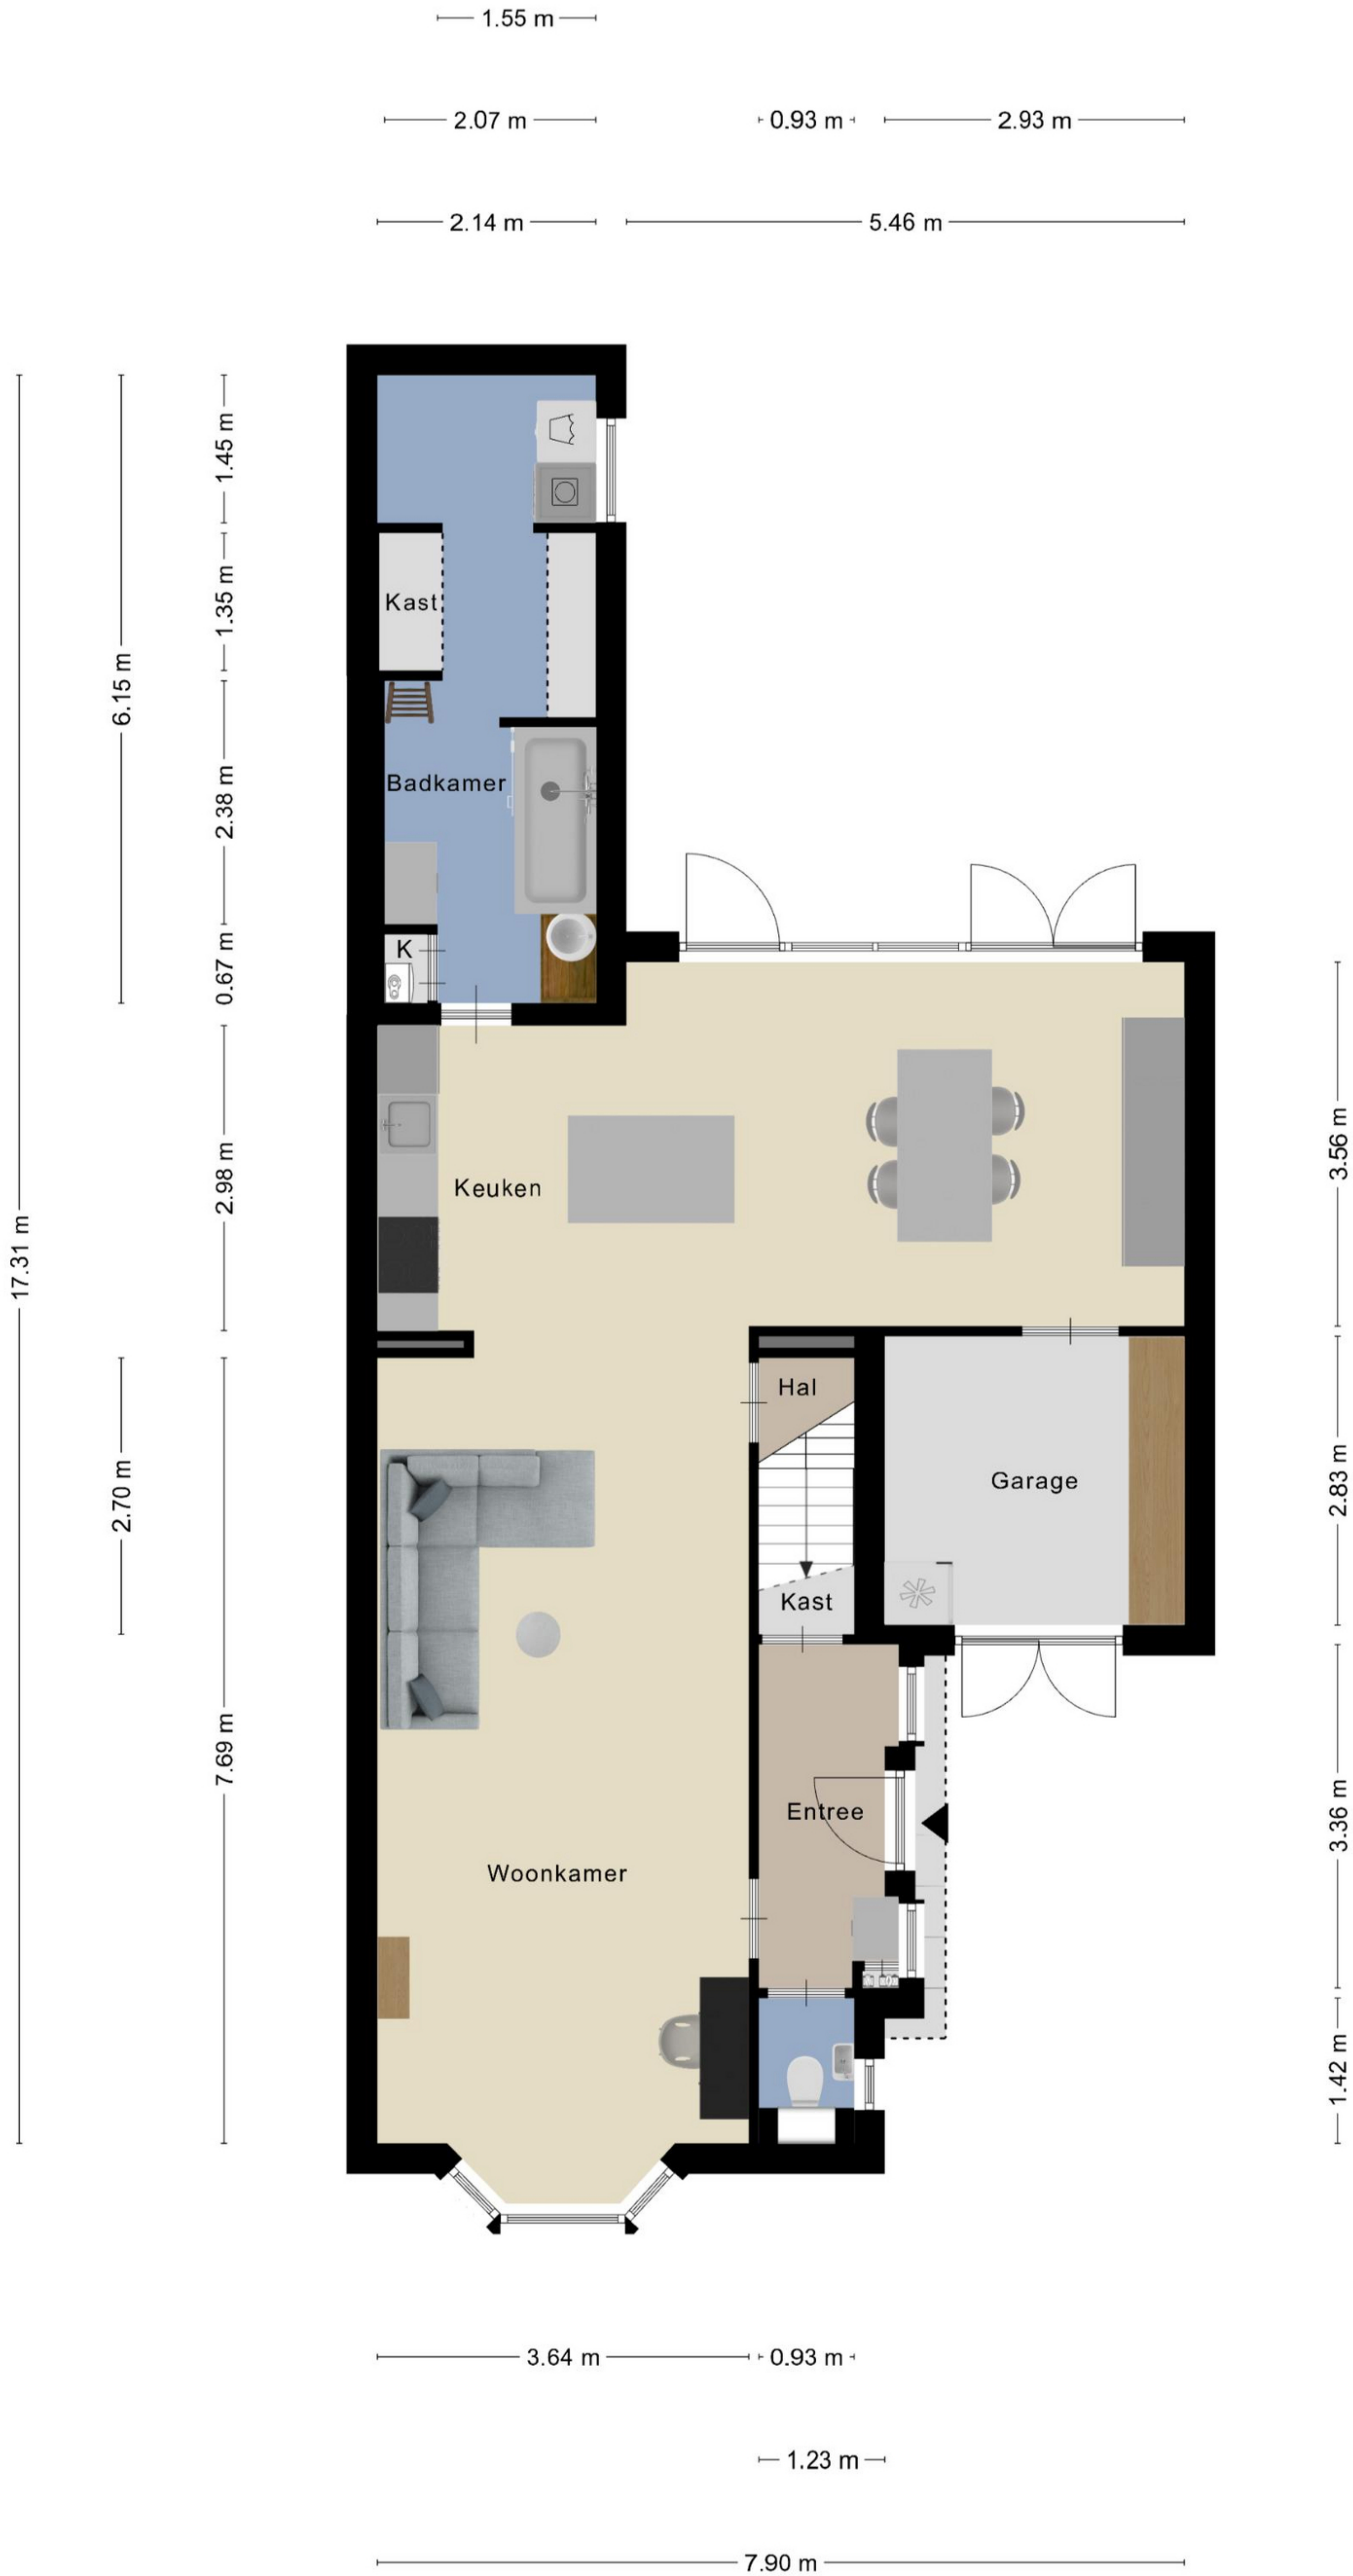 1.55 m
2.07 m
0.93 m
2.93 m
2.14 m
5.46 m
1.45 m
Kast
1.35 m
6.15 m
Badkamer
2.38 m
K
0.67 m
Keuken
2.98 m
3.56 m
17.31 m
Hal
Garage
2.83 m
2.70 m
Kast
7.69 m
Entree
3.36 m
Woonkamer
1.42 m
3.64 m
0.93 m
1.23 m
7.90 m